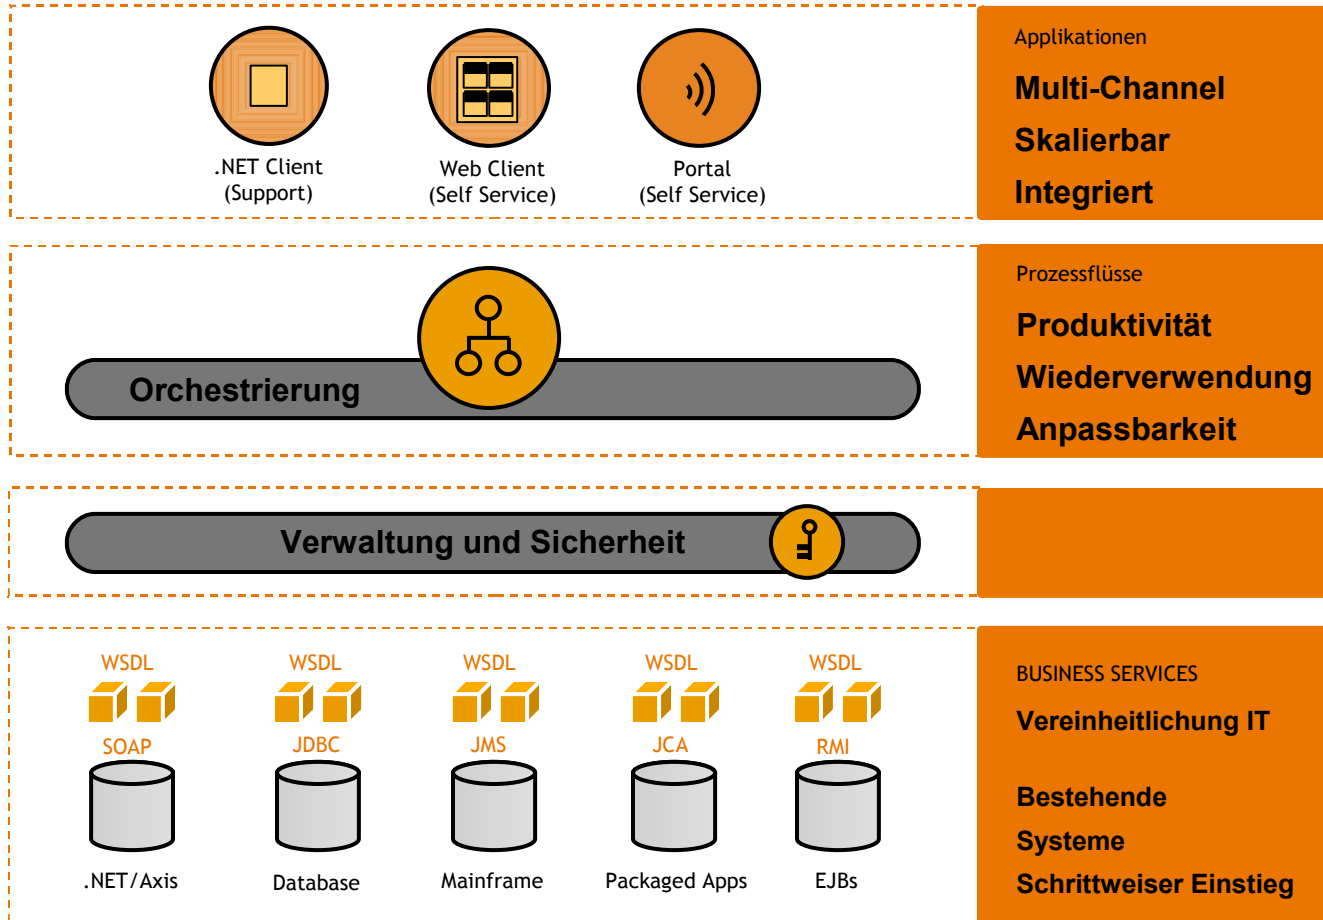 .NET Client
(Support)
Web Client
(Self Service)
Portal
(Self Service)
Applikationen
Multi-Channel
Skalierbar
Integriert
Orchestrierung
Prozessflüsse
Produktivität
Wiederverwendung
Anpassbarkeit
Verwaltung und Sicherheit
WSDL
WSDL
WSDL
WSDL
WSDL
SOAP
JDBC
JMS
JCA
RMI
.NET/Axis
Database
Mainframe
Packaged Apps
EJBs
BUSINESS SERVICES
Vereinheitlichung IT
Bestehende
Systeme
Schrittweiser Einstieg